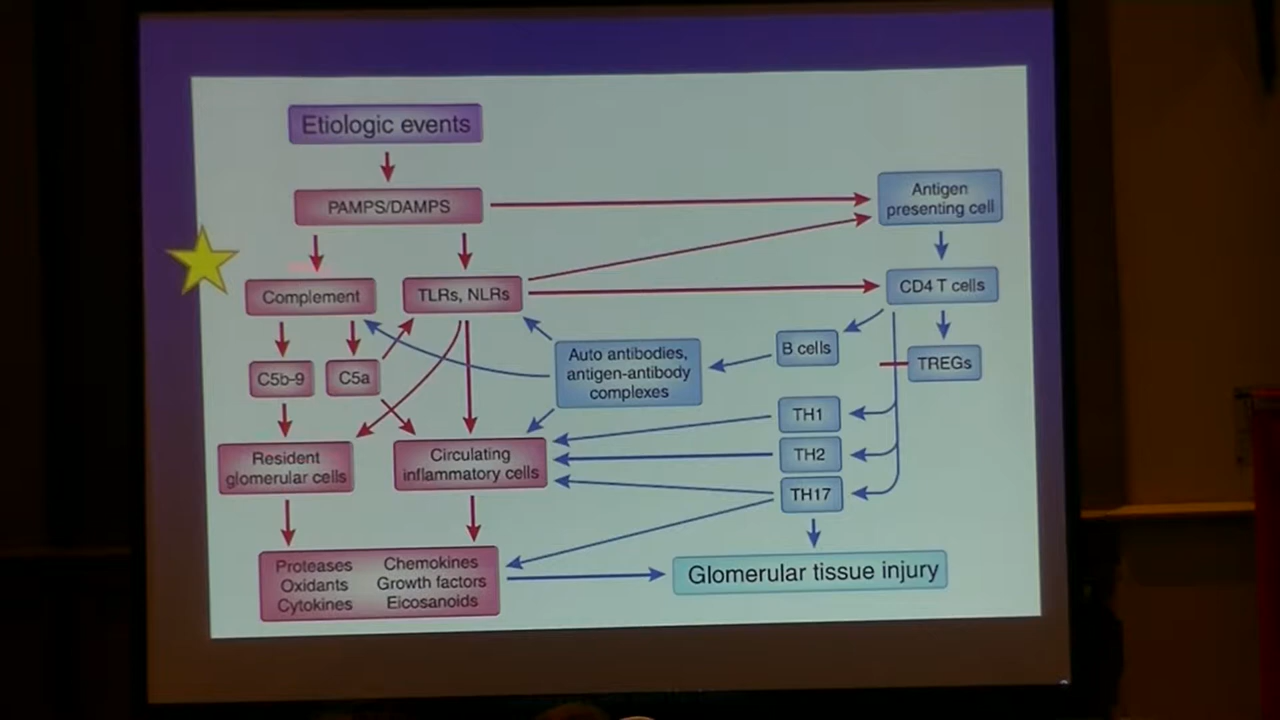 Etiologic events
PAMPS/DAMPS
Antigen
presenting cell
Complement
TLRs, NLRs
CD4 T cells
C5b-9
C5a
Auto antibodies,
antigen-antibody
complexes
B cells
TREGs
TH1
TH2
TH17
Resident
glomerular cells
Circulating
inflammatory cells
Proteases
Oxidants
Cytokines
Chemokines
Growth factors
Eicosanoids
Glomerular tissue injury